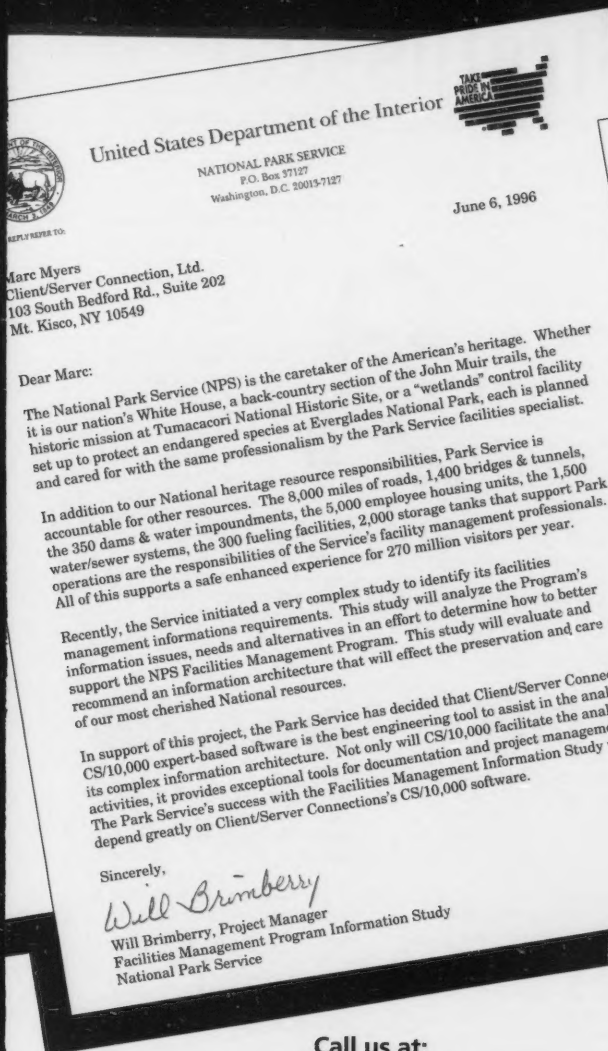 TAKE
PRIDE IN
AMERICA
United States Department of the Interior
NATIONAL PARK SERVICE
P.O. Box 37127
Washington, D.C. 20013-7127
MARCH 3, 1849
REPLY REFER TO:
June 6, 1996
Marc Myers
Client/Server Connection, Ltd.
103 South Bedford Rd., Suite 202
Mt. Kisco, NY 10549
Dear Marc:
The National Park Service (NPS) is the caretaker of the American's heritage. Whether
it is our nation's White House, a back-country section of the John Muir trails, the
historic mission at Tumacacori National Historic Site, or a "wetlands" control facility
set up to protect an endangered species at Everglades National Park, each is planned
and cared for with the same professionalism by the Park Service facilities specialist.
In addition to our National heritage resource responsibilities, Park Service is
accountable for other resources. The 8,000 miles of roads, 1,400 bridges & tunnels,
the 350 dams & water impoundments, the 5,000 employee housing units, the 1,500
water/sewer systems, the 300 fueling facilities, 2,000 storage tanks that support Park
operations are the responsibilities of the Service's facility management professionals.
All of this supports a safe enhanced experience for 270 million visitors per year.
Recently, the Service initiated a very complex study to identify its facilities
management informations requirements. This study will analyze the Program's
information issues, needs and alternatives in an effort to determine how to better
support the NPS Facilities Management Program. This study will evaluate and
recommend an information architecture that will effect the preservation and care
of our most cherished National resources.
In support of this project, the Park Service has decided that Client/Server Connec
CS/10,000 expert-based software is the best engineering tool to assist in the anal
its complex information architecture. Not only will CS/10,000 facilitate the anal
activities, it provides exceptional tools for documentation and project manageme
The Park Service's success with the Facilities Management Information Study
depend greatly on Client/Server Connections's CS/10,000 software.
Sincerely,
Will Brimberry
Will Brimberry, Project Manager
Facilities Management Program Information Study
National Park Service
Call us at: